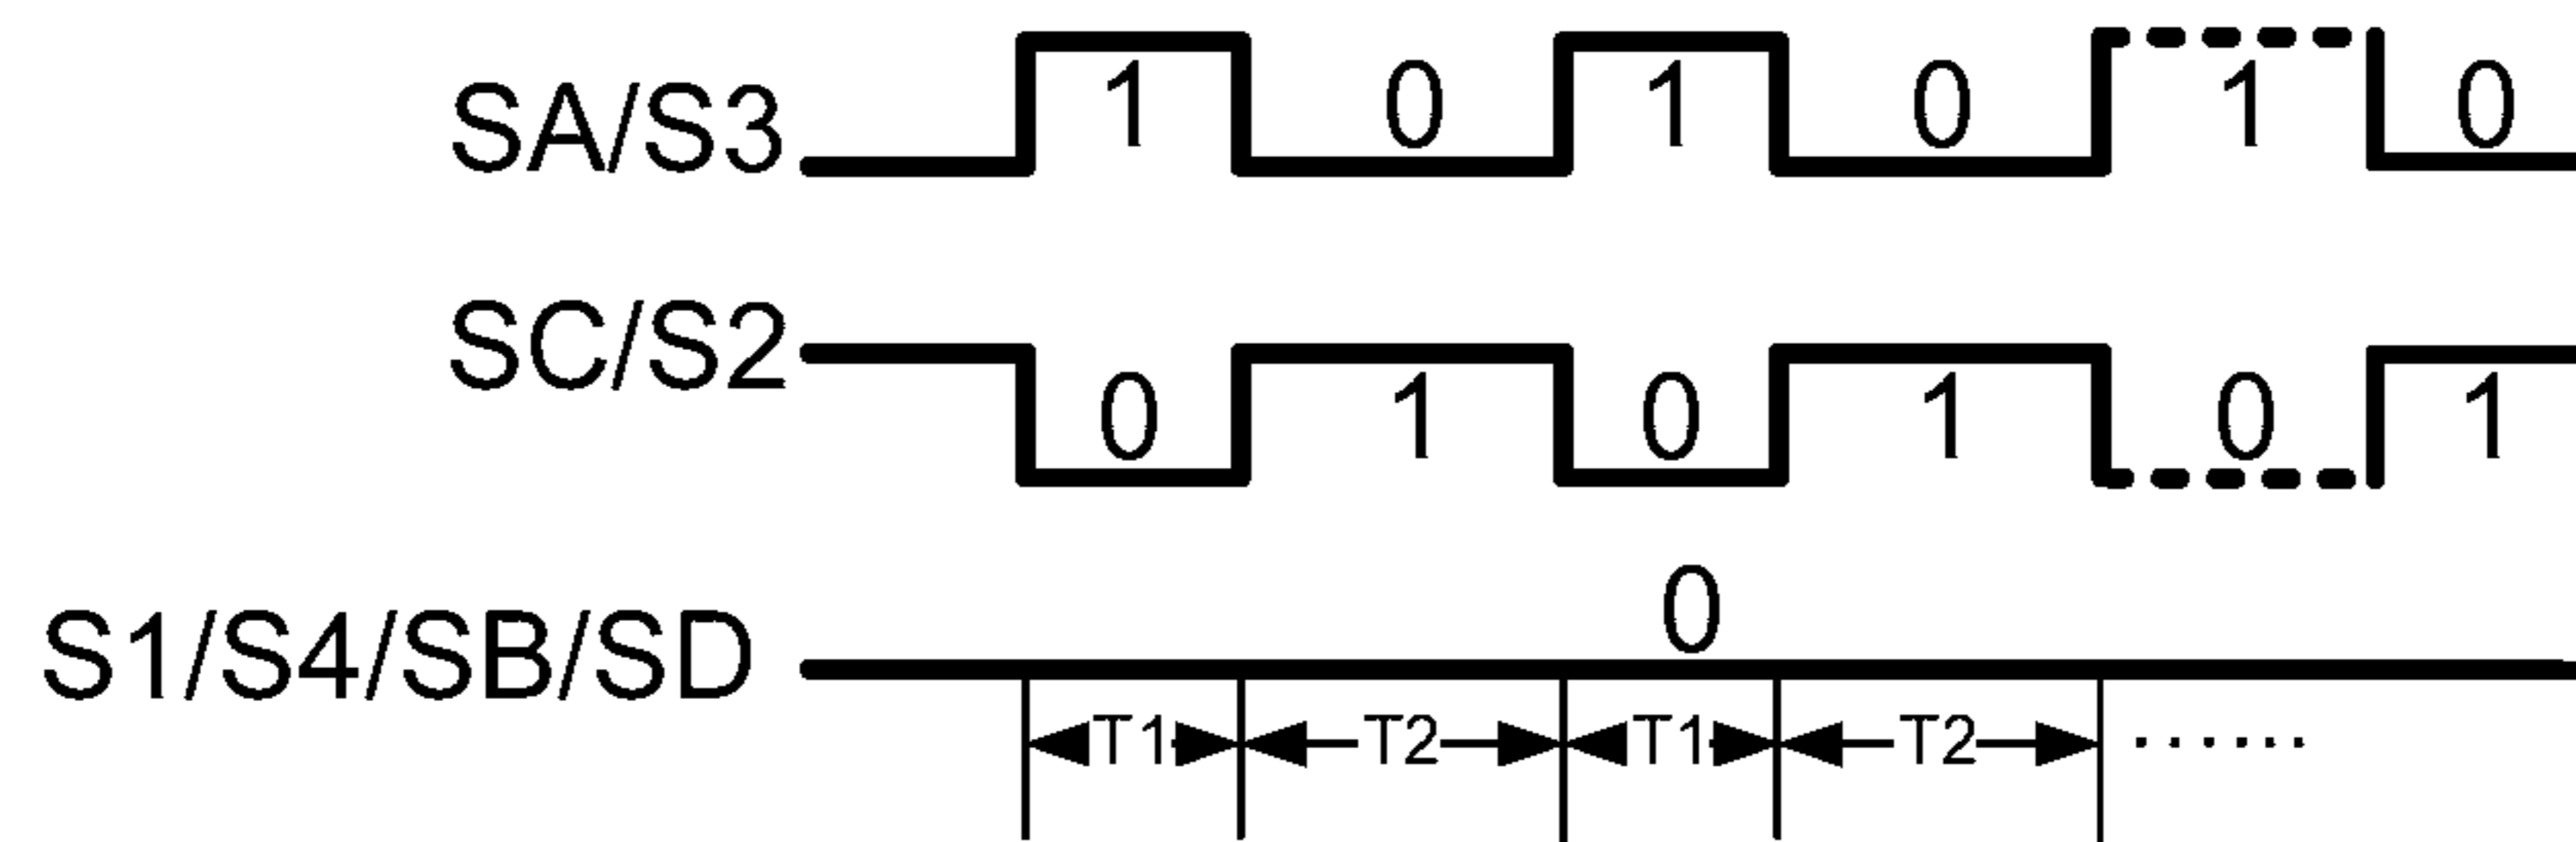 SA/S3 1 0 1 0 1 0
SC/S2 0 1 0 1 0 1
S1/S4/SB/SD 0
T1 T2 T1 T2 ······